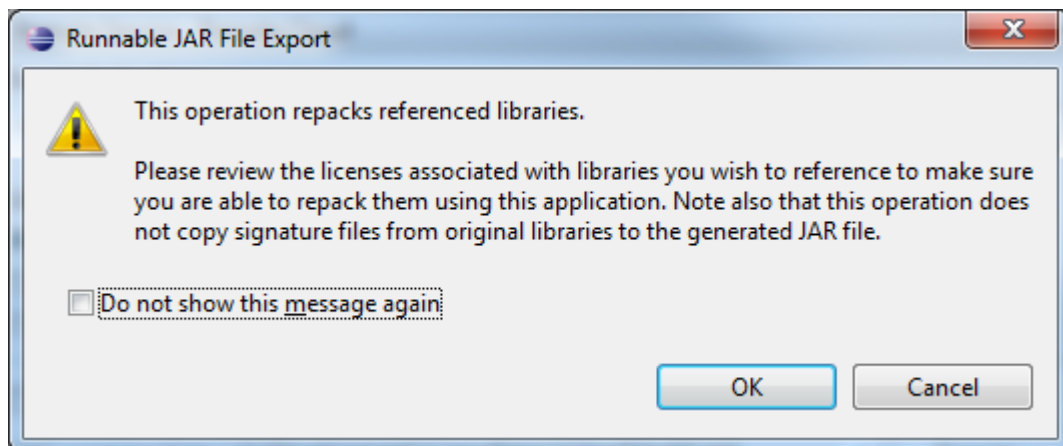 Runnable JAR File Export
This operation repacks referenced libraries.
Please review the licenses associated with libraries you wish to reference to make sure
you are able to repack them using this application. Note also that this operation does
not copy signature files from original libraries to the generated JAR file.
Do not show this message again
OK
Cancel